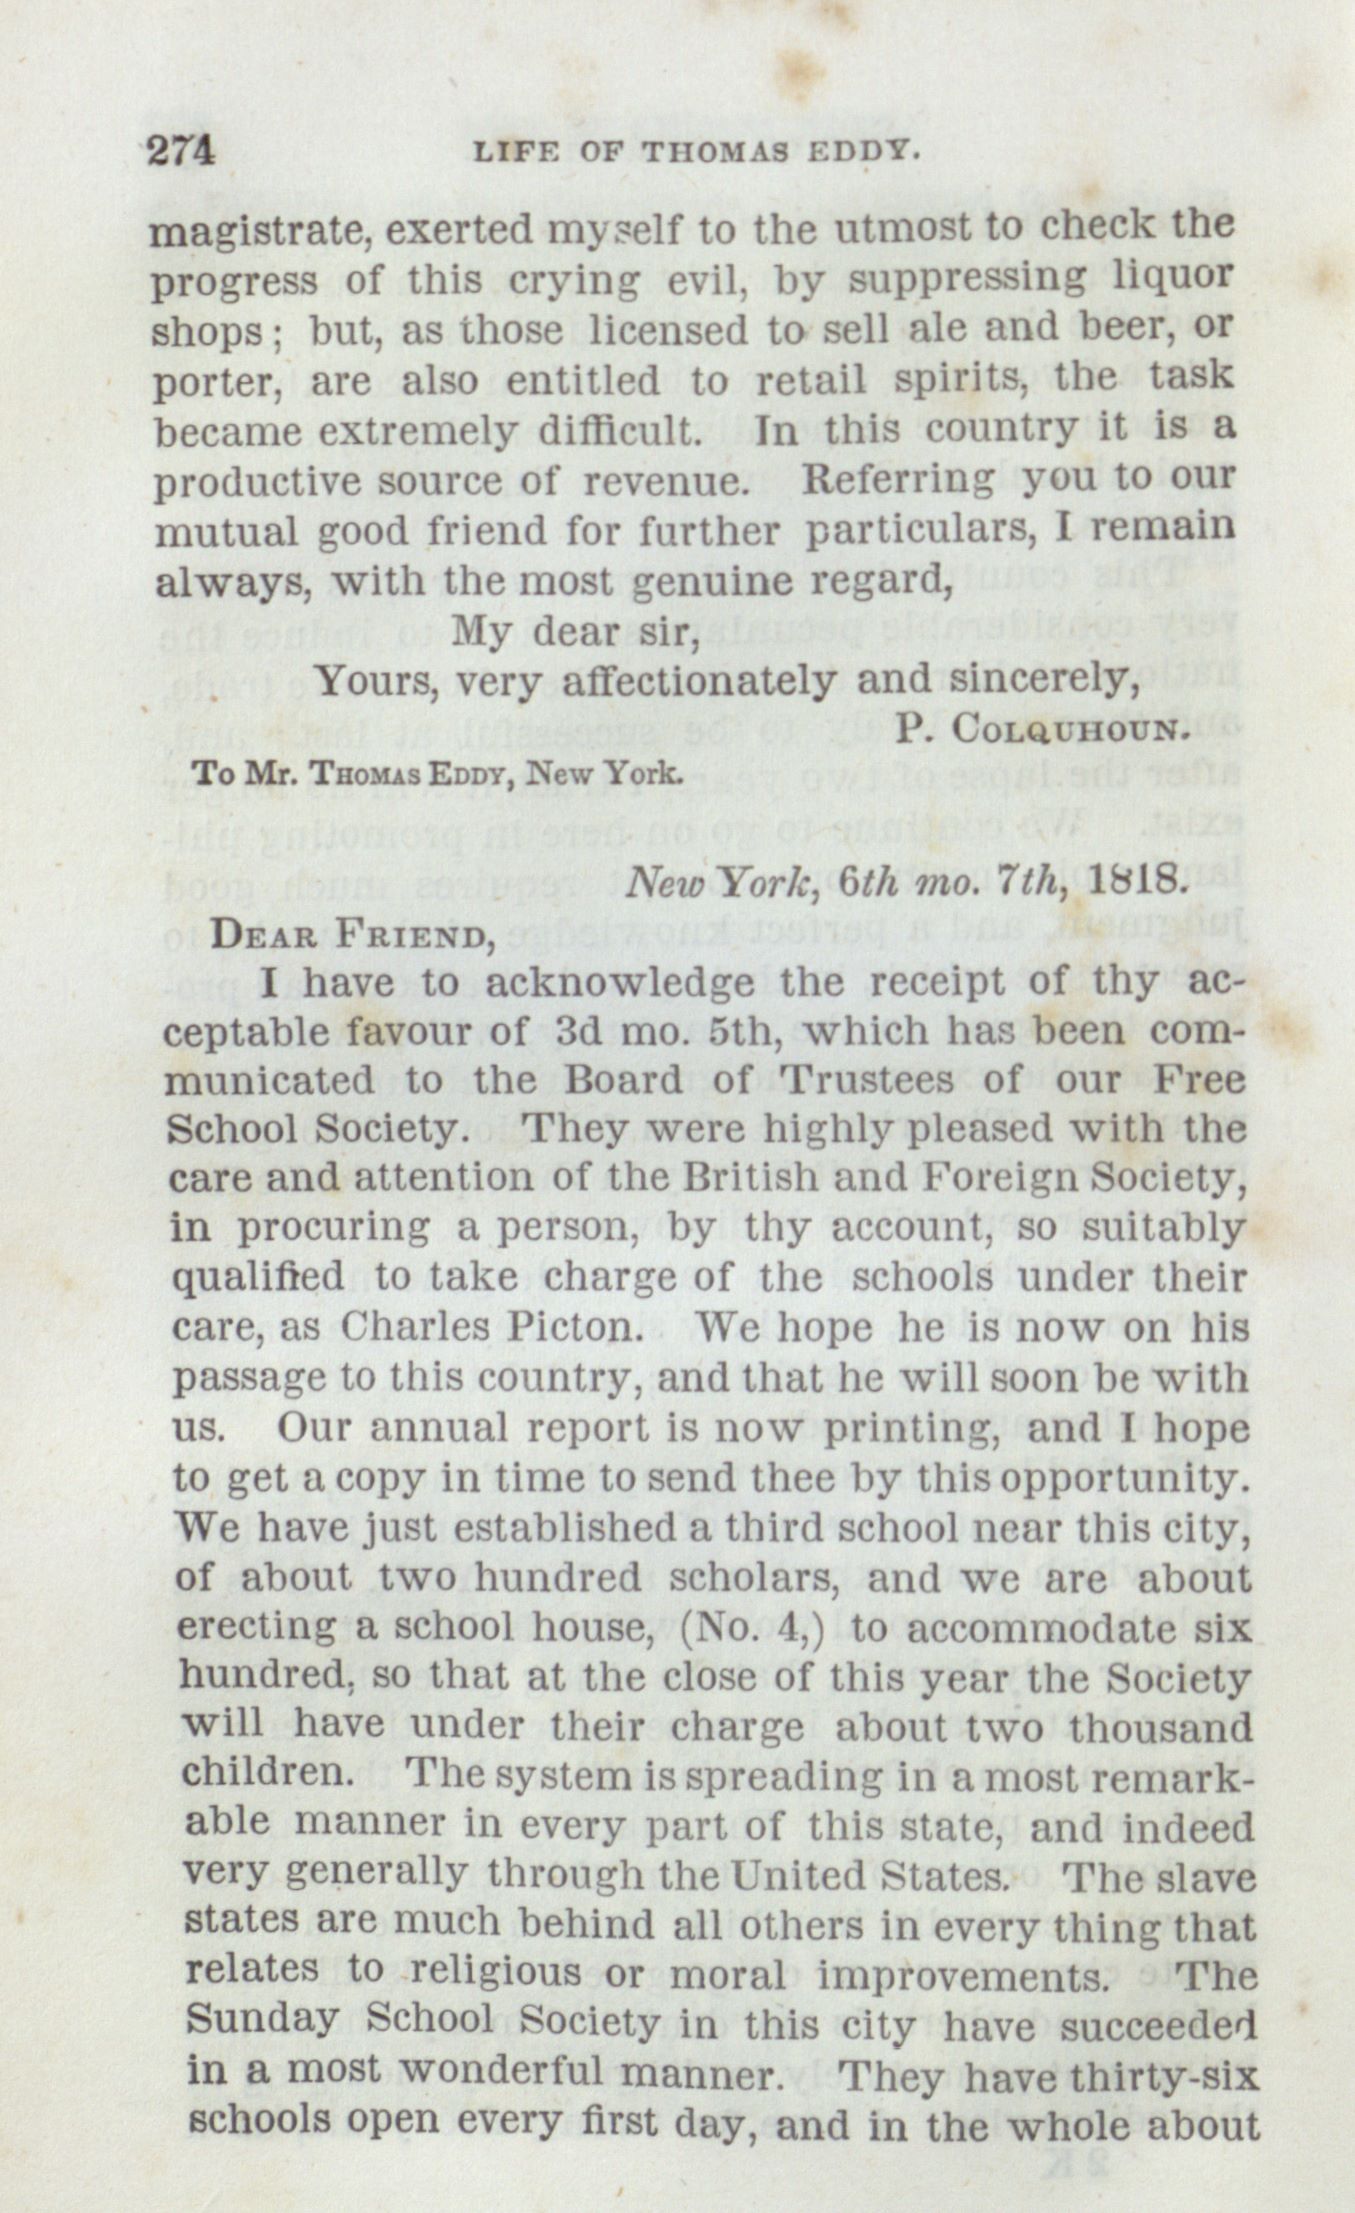 274 LIFE OF THOMAS EDDY.
magistrate, exerted myself to the utmost to check the
progress of this crying evil, by suppressing liquor
shops; but, as those licensed to sell ale and beer, or
porter, are also entitled to retail spirits, the task
became extremely difficult. In this country it is a
productive source of revenue. Referring you to our
mutual good friend for further particulars, I remain
always, with the most genuine regard,
My dear sir,
Yours, very affectionately and sincerely,
P. COLQUHOUN.
To Mr. THOMAS EDDY, New York.
New York, 6th mo. 7th, 1818.
DEAR FRIEND,
I have to acknowledge the receipt of thy ac-
ceptable favour of 3d mo. 5th, which has been com-
municated to the Board of Trustees of our Free
School Society. They were highly pleased with the
care and attention of the British and Foreign Society,
in procuring a person, by thy account, so suitably
qualified to take charge of the schools under their
care, as Charles Picton. We hope he is now on his
passage to this country, and that he will soon be with
us. Our annual report is now printing, and I hope
to get a copy in time to send thee by this opportunity.
We have just established a third school near this city,
of about two hundred scholars, and we are about
erecting a school house, (No. 4,) to accommodate six
hundred, so that at the close of this year the Society
will have under their charge about two thousand
children. The system is spreading in a most remark-
able manner in every part of this state, and indeed
very generally through the United States. The slave
states are much behind all others in every thing that
relates to religious or moral improvements. The
Sunday School Society in this city have succeeded
in a most wonderful manner. They have thirty-six
schools open every first day, and in the whole about